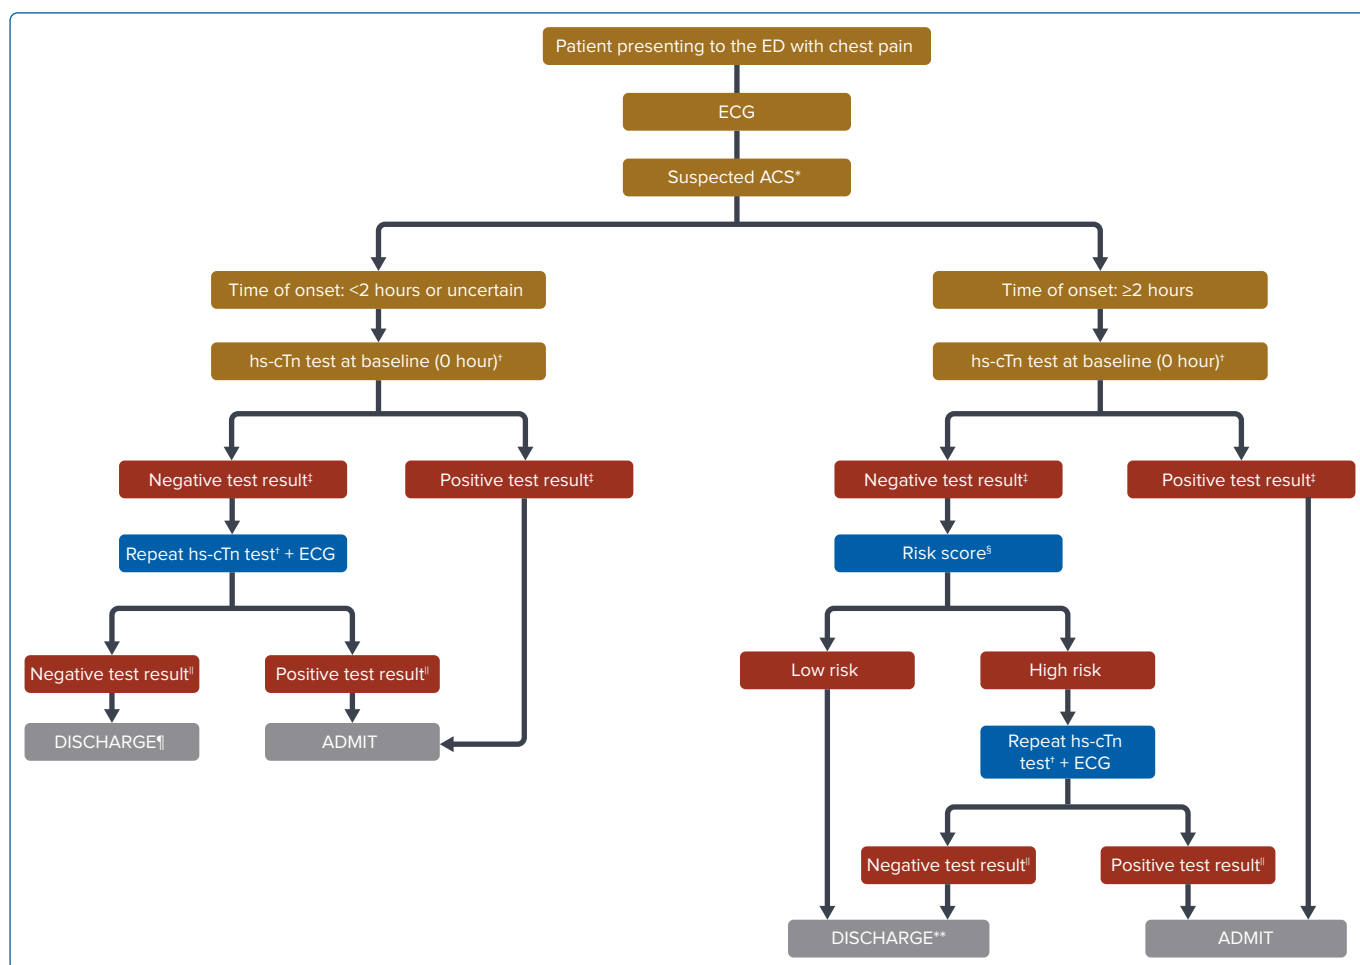 Patient presenting to the ED with chest pain
ECG
Suspected ACS*
Time of onset: <2 hours or uncertain
Time of onset: ≥2 hours
hs-cTn test at baseline (0 hour)†
hs-cTn test at baseline (0 hour)†
Negative test result‡
Positive test result‡
Negative test result‡
Positive test result‡
Repeat hs-cTn test† + ECG
Risk score§
Negative test result||
Positive test result||
Low risk
High risk
DISCHARGE¶
ADMIT
Repeat hs-cTn
test† + ECG
Negative test result||
Positive test result||
DISCHARGE**
ADMIT